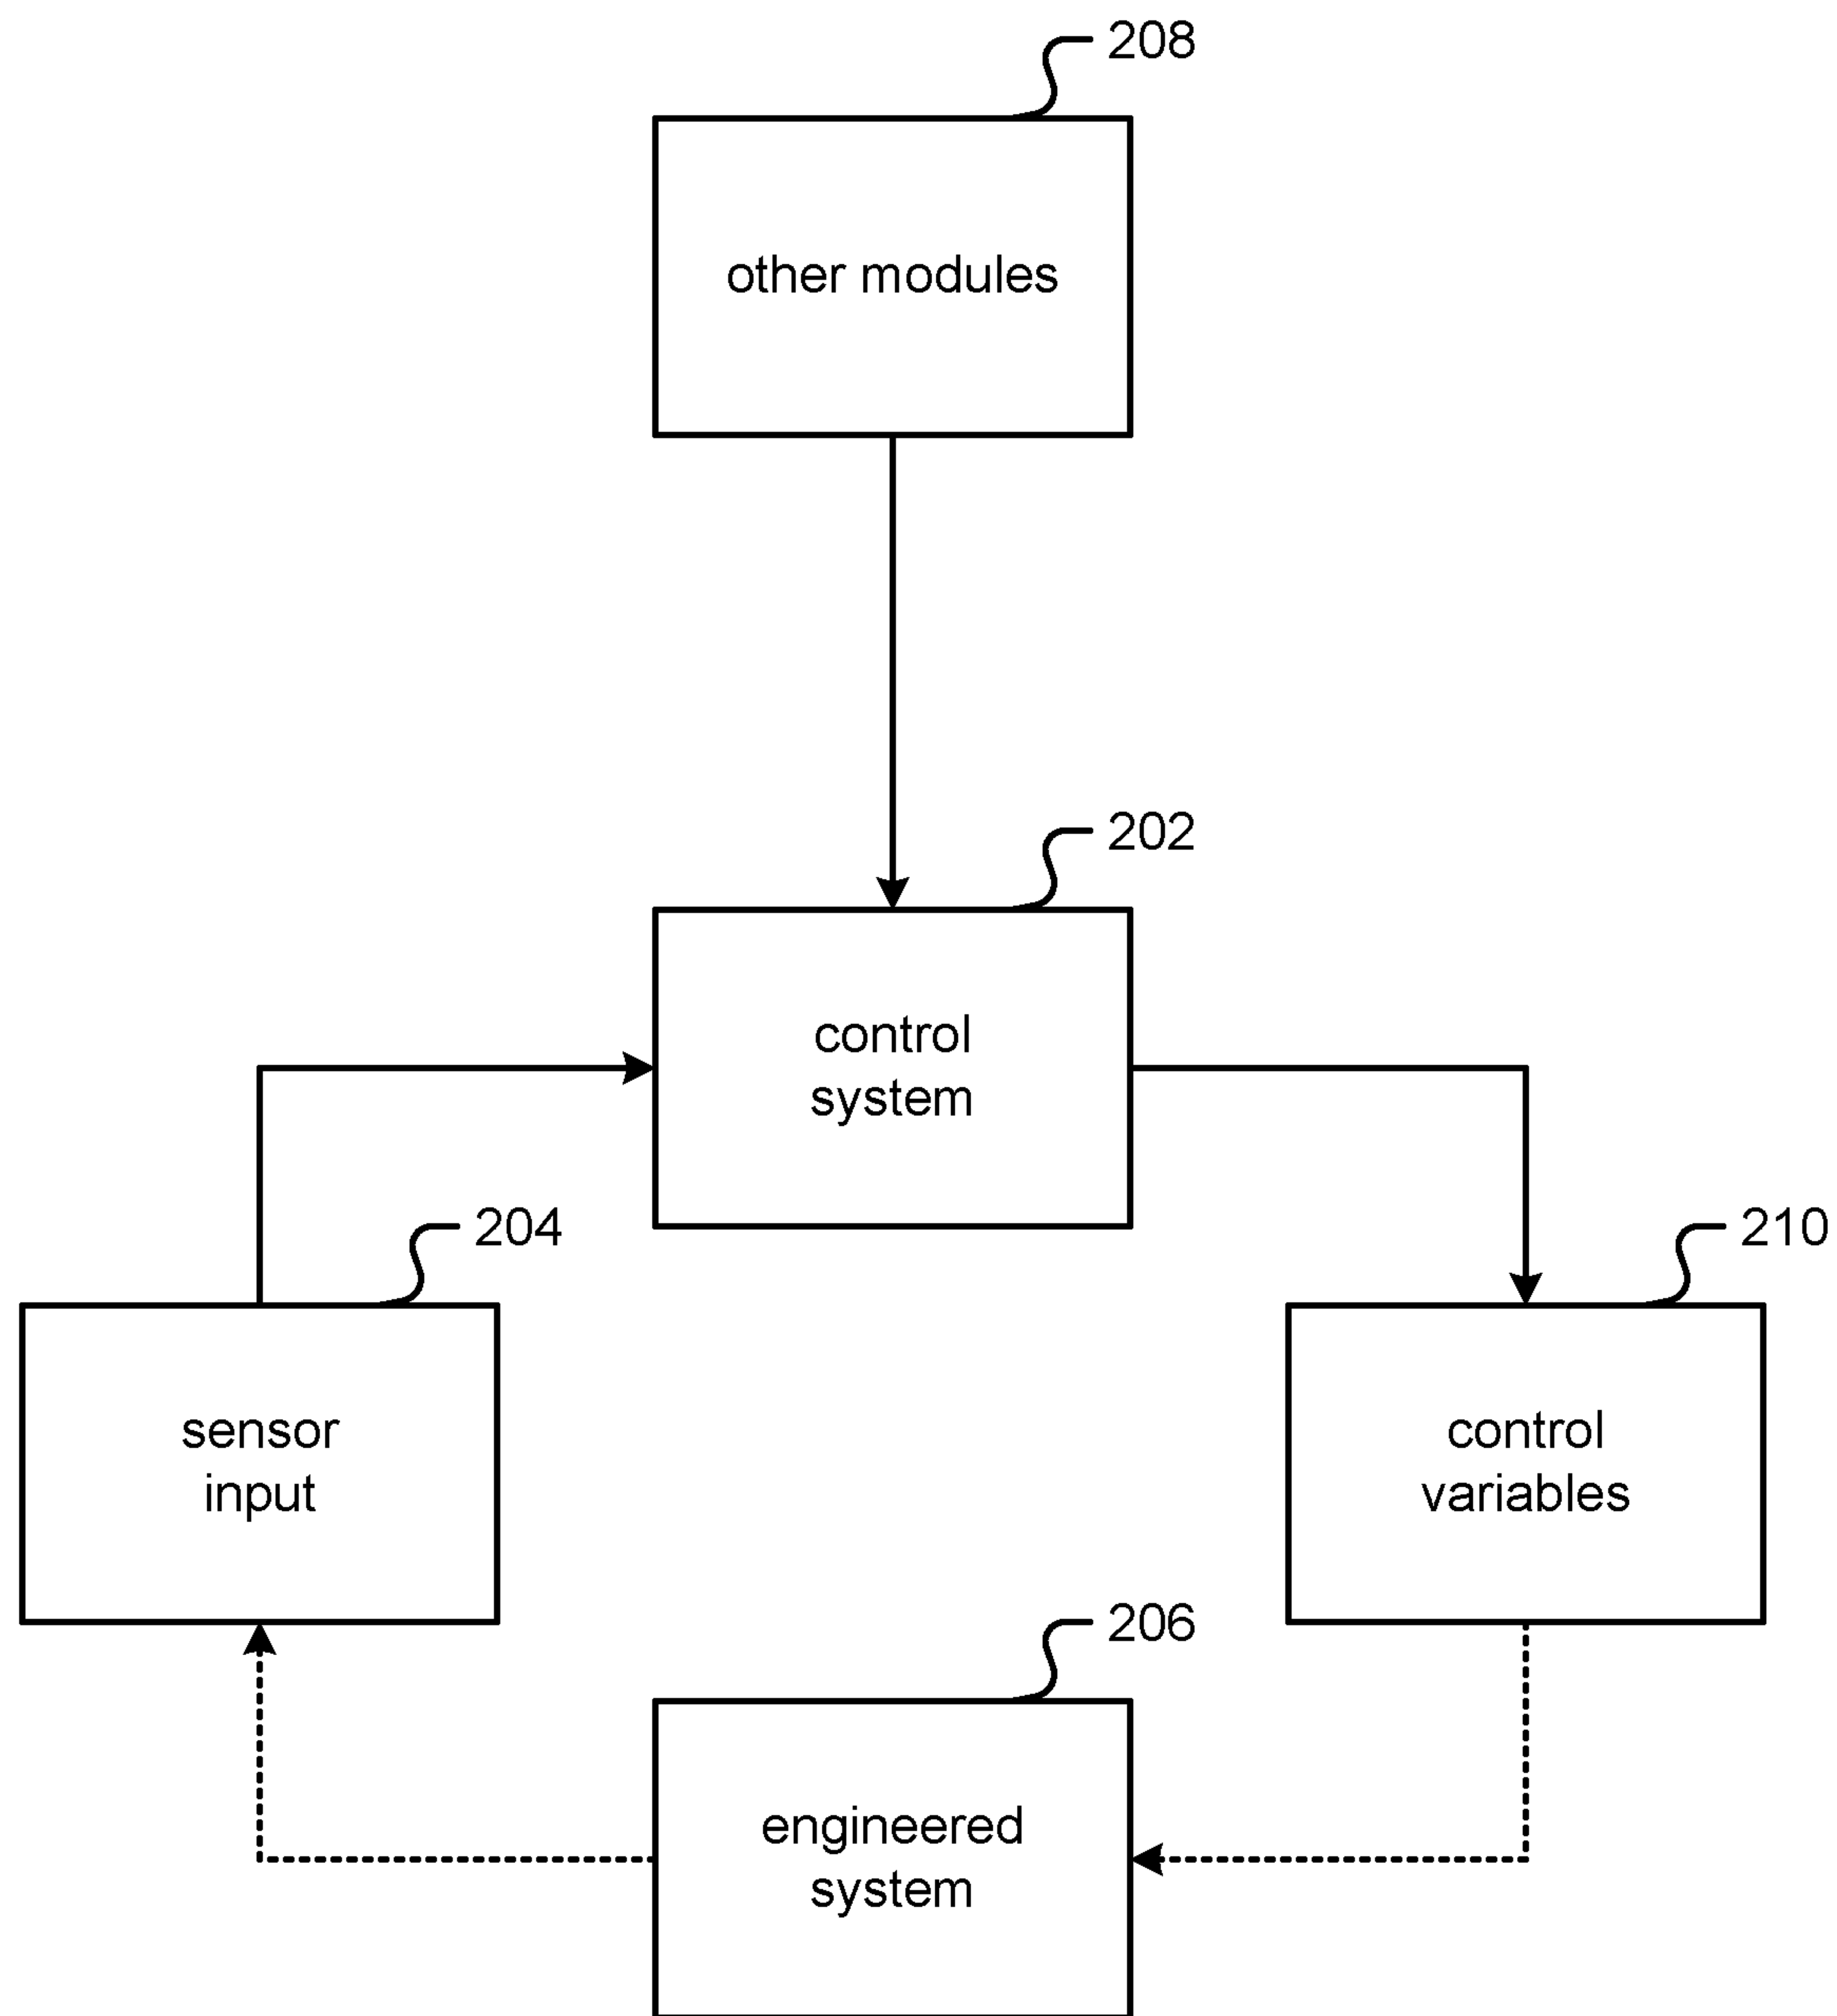 208
other modules
202
control
system
204
210
sensor
input
control
variables
206
engineered
system